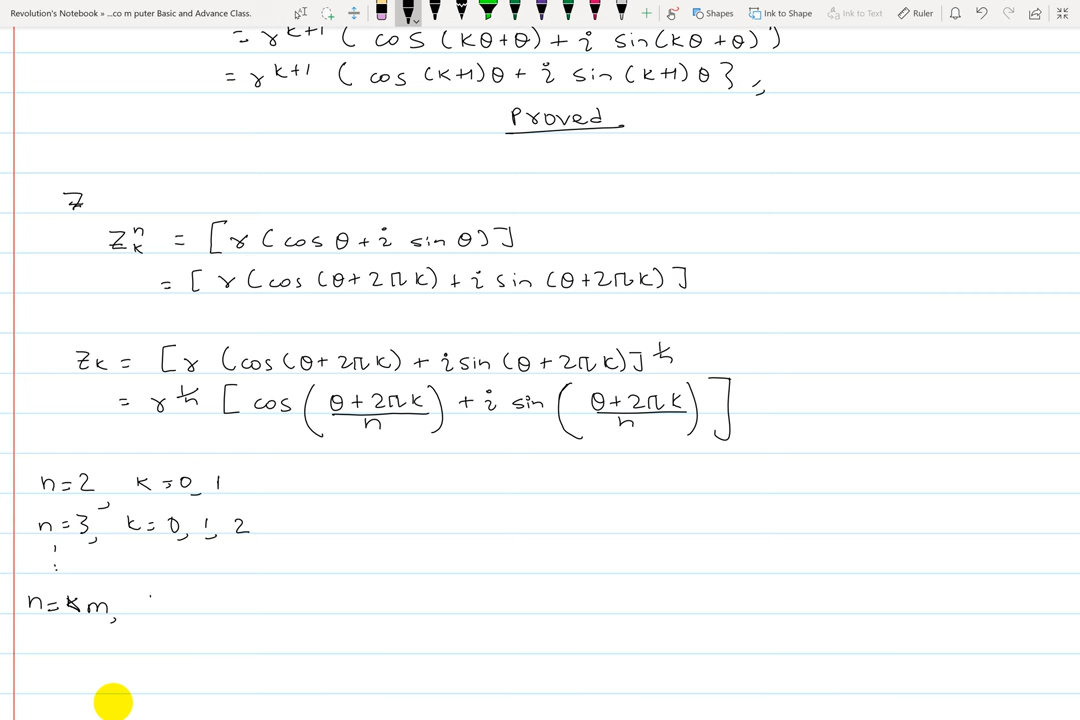 Revolution's Notebook » ...co m puter Basic and Advance Class.
Shapes Ink to Shape Ink to Text Ruler
= r^{k+1} ( cos (kθ+θ) + i sin(kθ+θ) )
= r^{k+1} ( cos (k+1)θ + i sin (k+1)θ } ,,
Proved
Z
Z_k^n = [ r (cos θ + i sin θ) ]
= [ r (cos (θ+2πk) + i sin (θ+2πk) ]
Z_k = [ r (cos (θ+2πk) + i sin (θ+2πk) ]^{1/n}
= r^{1/n} [ cos ( (θ+2πk)/n ) + i sin ( (θ+2πk)/n ) ]
n=2, k=0, 1
n=3, k=0, 1, 2
⋮
n= m,